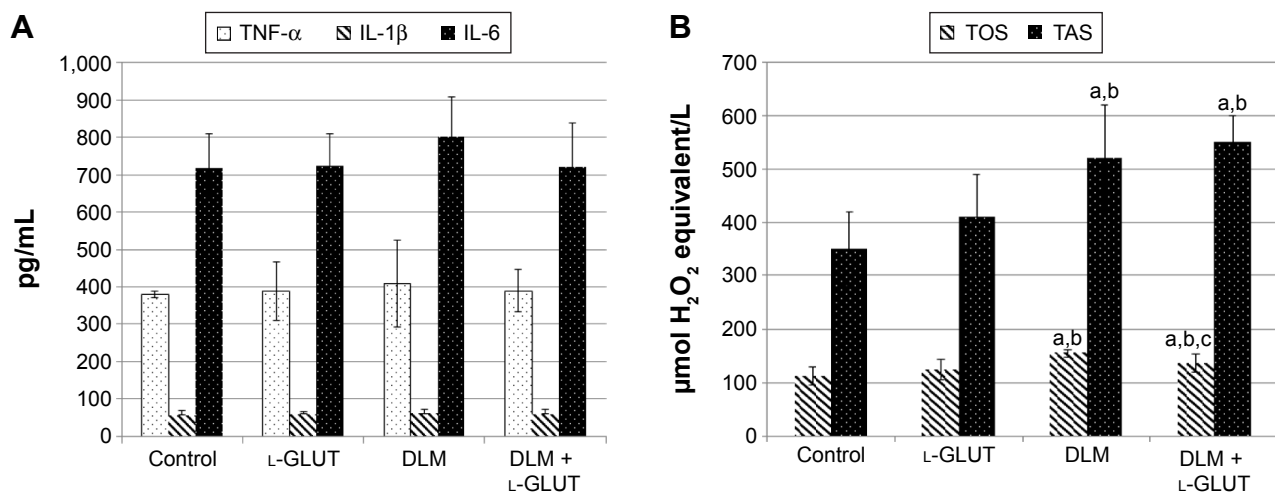 A
TNF-α IL-1β IL-6
1,000
900
800
700
600
500
400
300
200
100
0
pg/mL
Control L-GLUT DLM DLM +
L-GLUT
B
TOS TAS
700
600
500
400
300
200
100
0
µmol H₂O₂ equivalent/L
a,b a,b
a,b a,b,c
Control L-GLUT DLM DLM +
L-GLUT